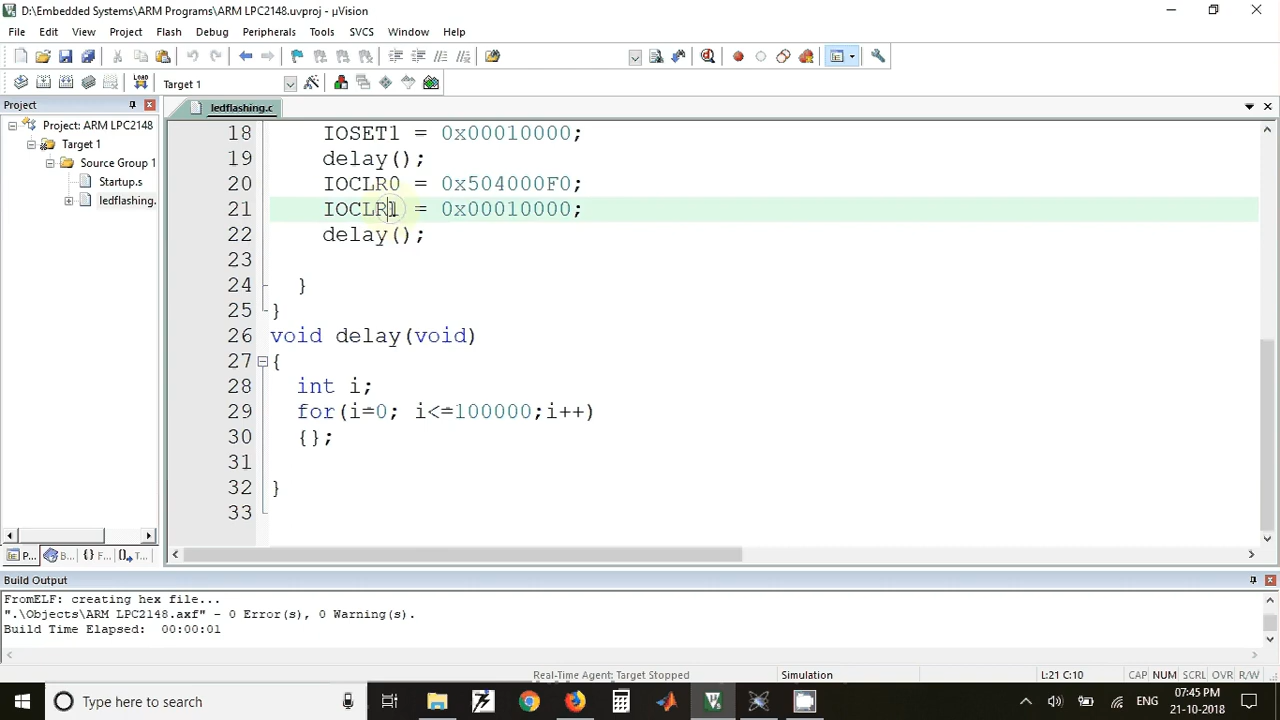 D:\Embedded Systems\ARM Programs\ARM LPC2148.uvproj - µVision
File Edit View Project Flash Debug Peripherals Tools SVCS Window Help
LOAD Target 1
Project
ledflashing.c
Project: ARM LPC2148
Target 1
Source Group 1
Startup.s
ledflashing.
18 IOSET1 = 0x00010000;
19 delay();
20 IOCLR0 = 0x504000F0;
21 IOCLR1 = 0x00010000;
22 delay();
23
24 }
25 }
26 void delay(void)
27 {
28 int i;
29 for(i=0; i<=100000;i++)
30 {};
31
32 }
33
P... B... {} F... T...
Build Output
FromELF: creating hex file...
".\Objects\ARM LPC2148.axf" - 0 Error(s), 0 Warning(s).
Build Time Elapsed: 00:00:01
Real-Time Agent: Target Stopped Simulation L:21 C:10 CAP NUM SCRL OVR R/W
Type here to search ENG 07:45 PM
21-10-2018